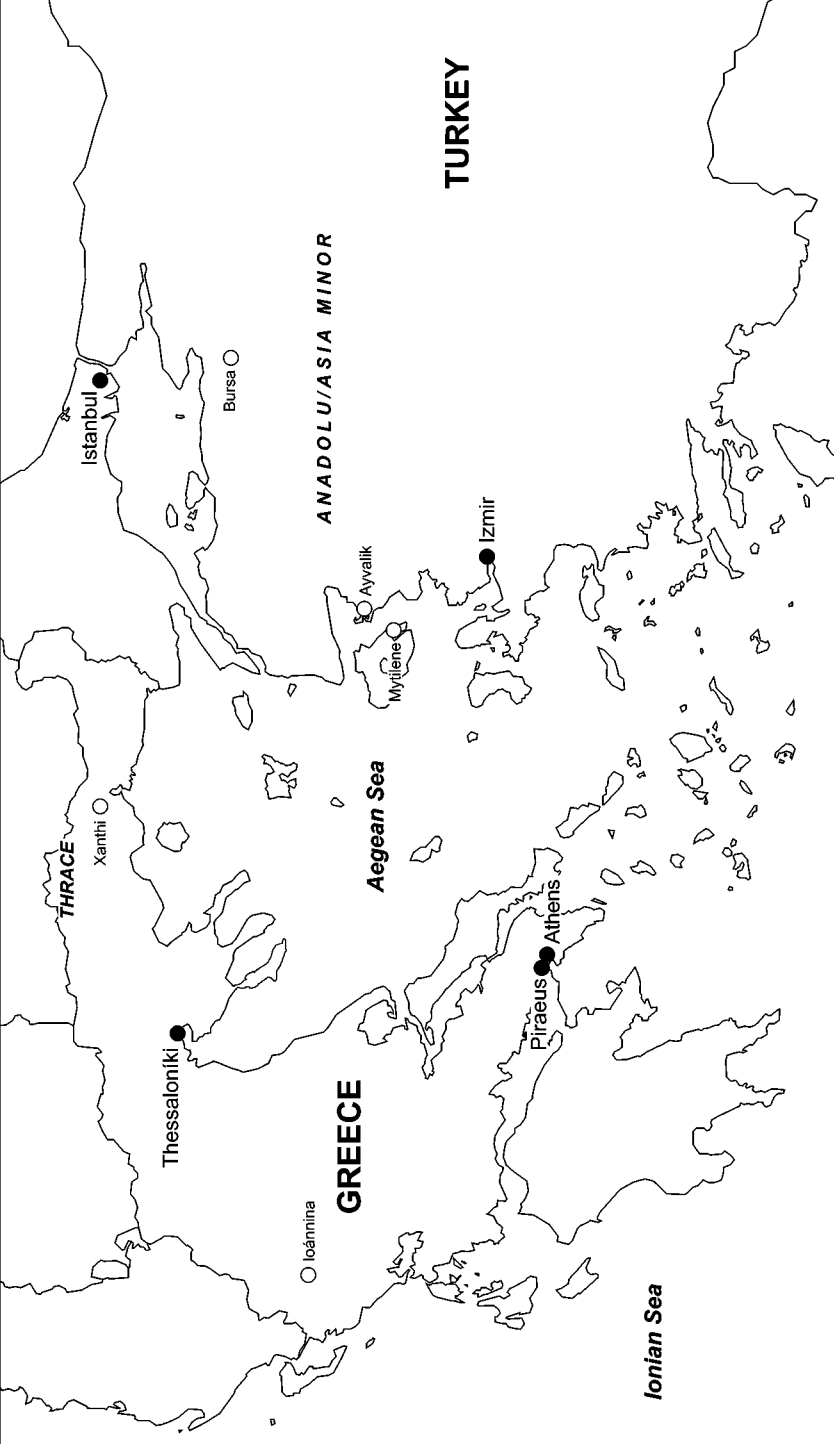 Istanbul
THRACE
Xanthi
Thessaloníki
Bursa
ANADOLU/ASIA MINOR
TURKEY
Ayvalik
Mytilene
Aegean Sea
Ioánnina
GREECE
Izmir
Athens
Piraeus
Ionian Sea